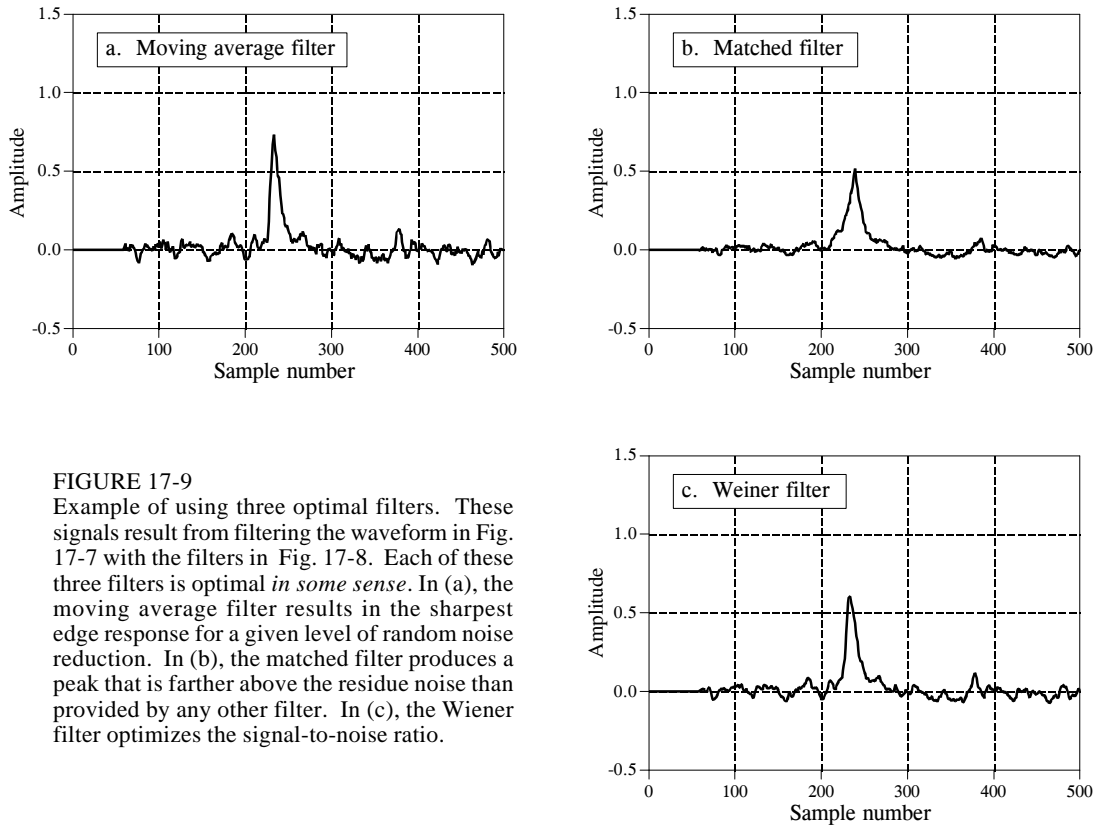 a. Moving average filter
1.5
1.0
0.5
0.0
-0.5
Amplitude
0 100 200 300 400 500
Sample number
b. Matched filter
1.5
1.0
0.5
0.0
-0.5
Amplitude
0 100 200 300 400 500
Sample number
FIGURE 17-9
Example of using three optimal filters. These
signals result from filtering the waveform in Fig.
17-7 with the filters in Fig. 17-8. Each of these
three filters is optimal in some sense. In (a), the
moving average filter results in the sharpest
edge response for a given level of random noise
reduction. In (b), the matched filter produces a
peak that is farther above the residue noise than
provided by any other filter. In (c), the Wiener
filter optimizes the signal-to-noise ratio.
c. Weiner filter
1.5
1.0
0.5
0.0
-0.5
Amplitude
0 100 200 300 400 500
Sample number